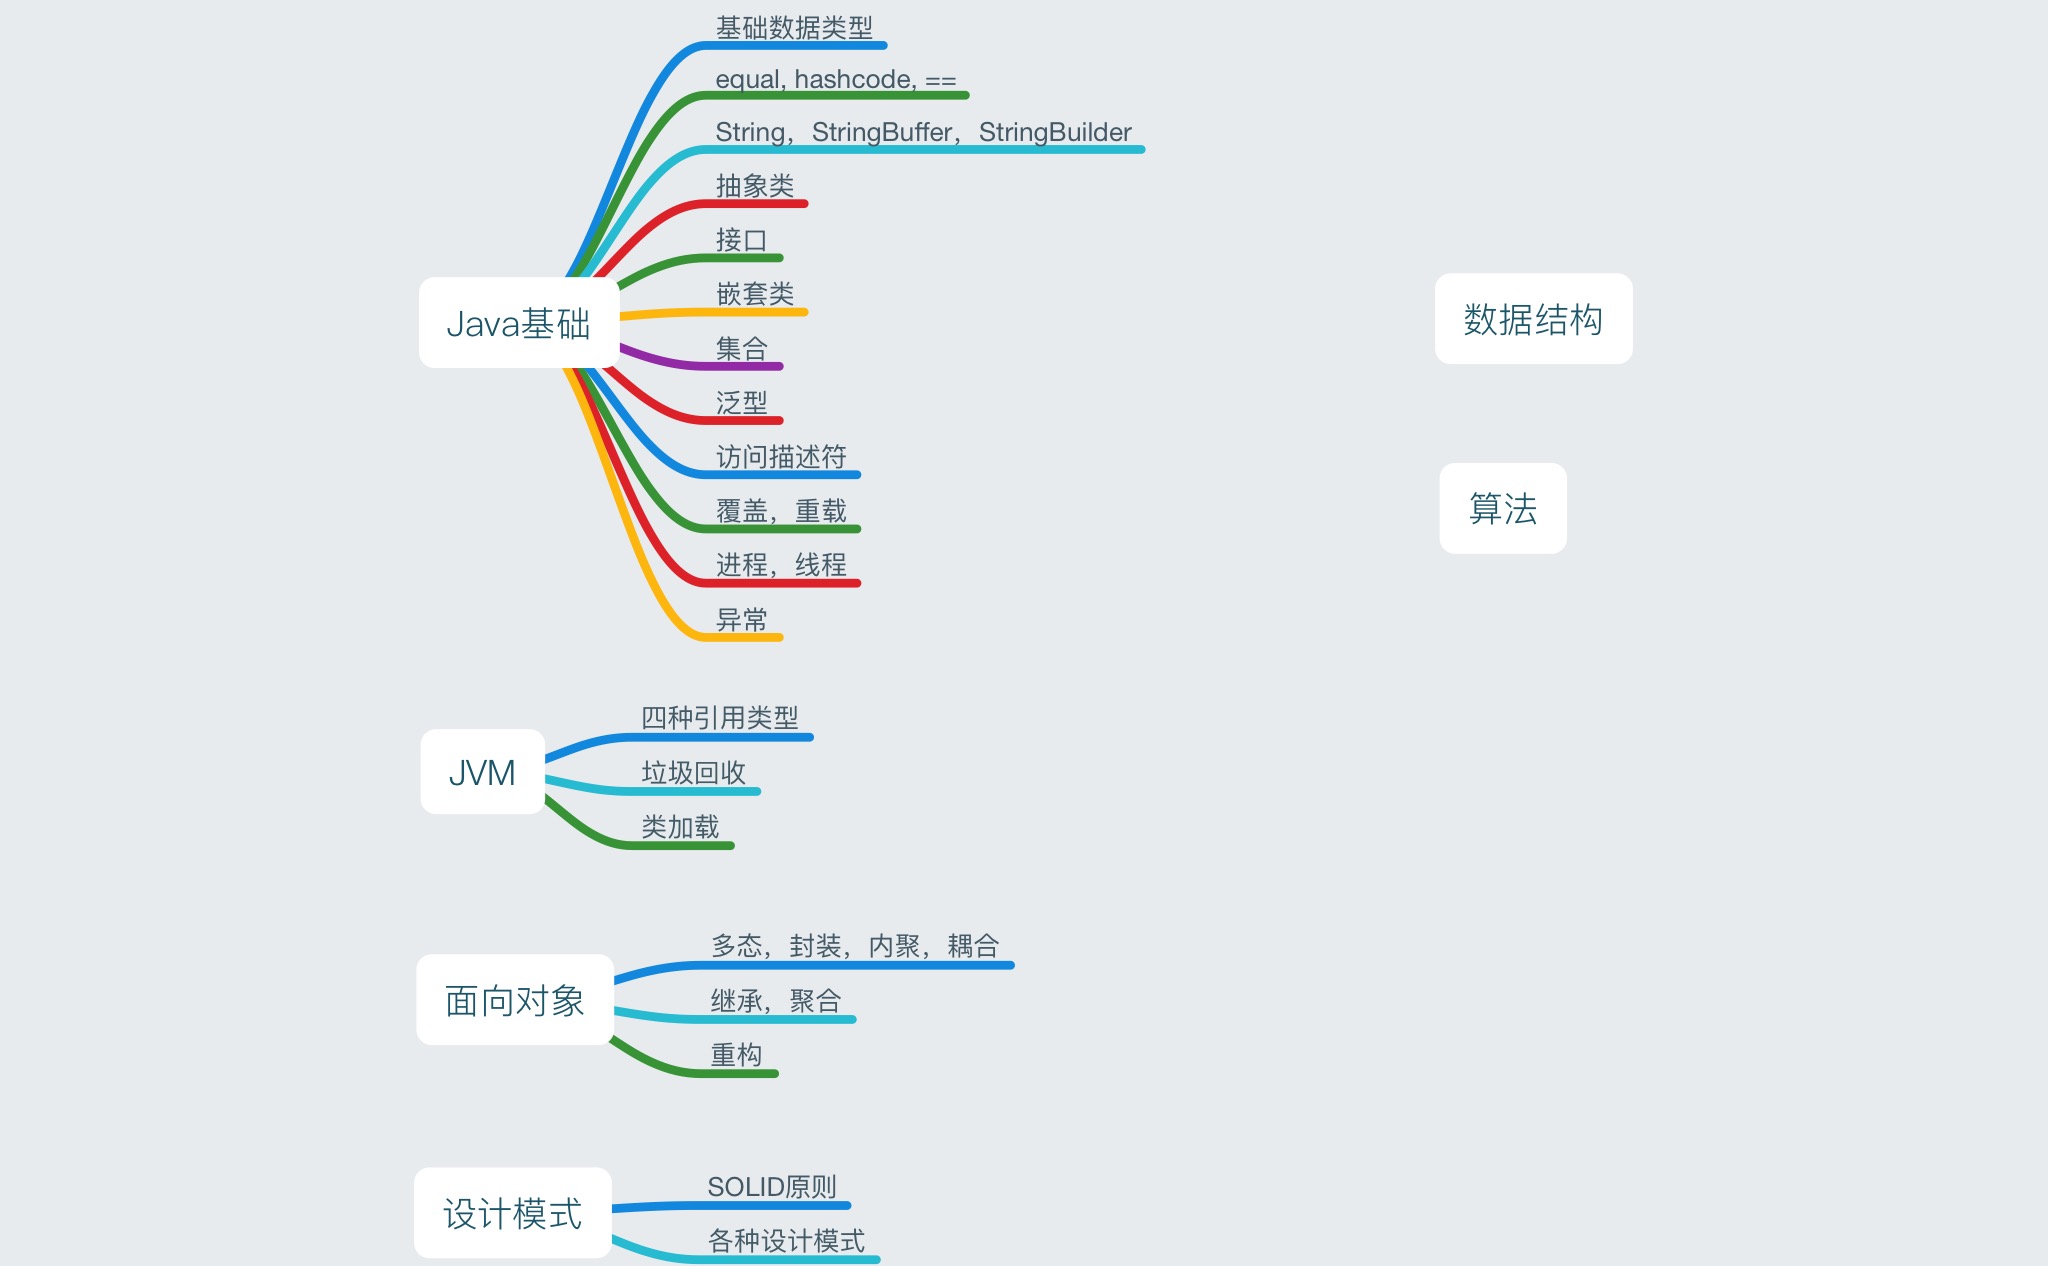 基础数据类型
equal, hashcode, ==
String，StringBuffer，StringBuilder
抽象类
接口
嵌套类
Java基础
集合
泛型
访问描述符
覆盖，重载
进程，线程
异常
四种引用类型
JVM
垃圾回收
类加载
多态，封装，内聚，耦合
面向对象
继承，聚合
重构
SOLID原则
设计模式
各种设计模式
数据结构
算法